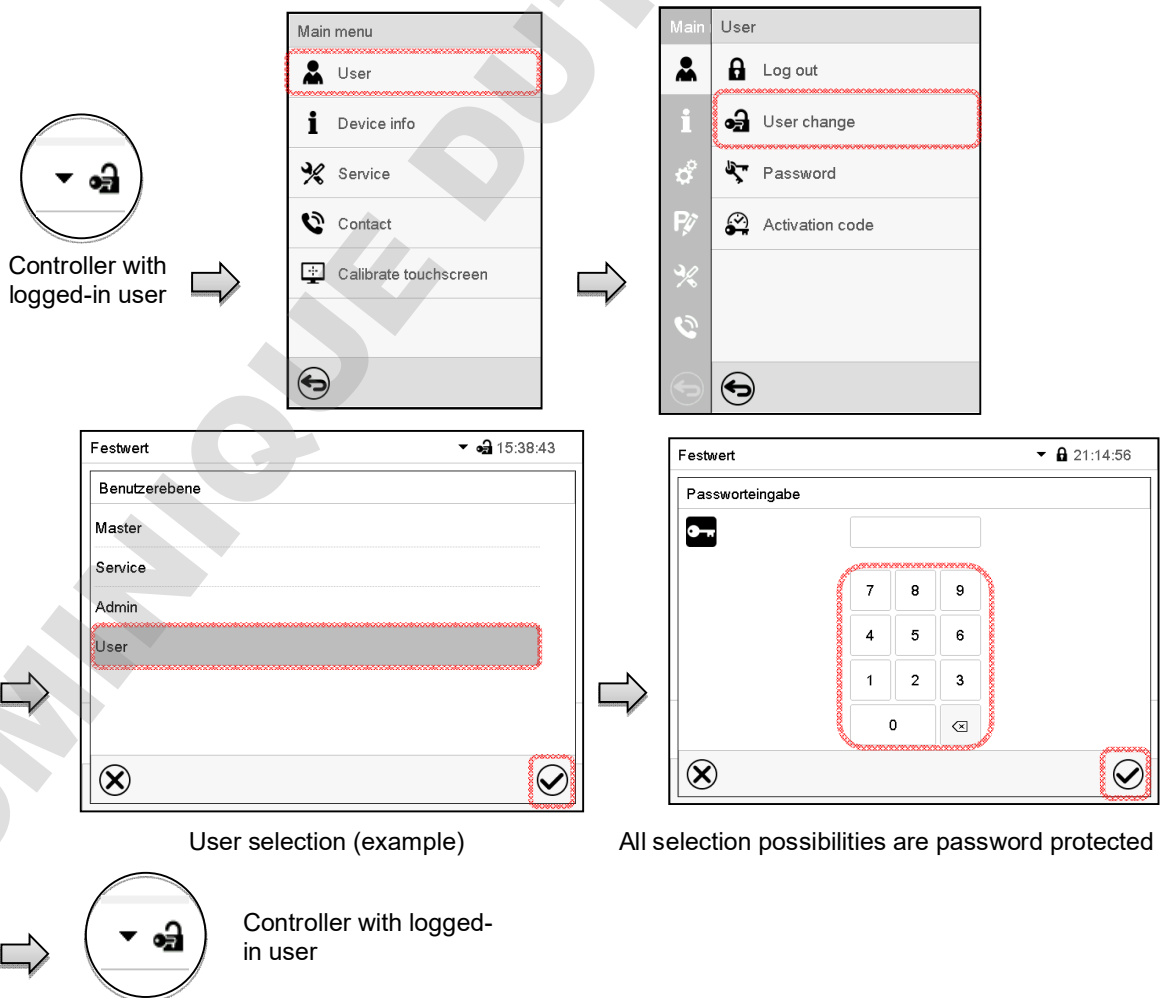 Main menu
User
Device info
Service
Contact
Calibrate touchscreen
Main
User
Log out
User change
Password
Activation code
Controller with
logged-in user
Festwert
15:38:43
Benutzerebene
Master
Service
Admin
User
User selection (example)
Festwert
21:14:56
Passworteingabe
7 8 9
4 5 6
1 2 3
0
All selection possibilities are password protected
Controller with logged-
in user